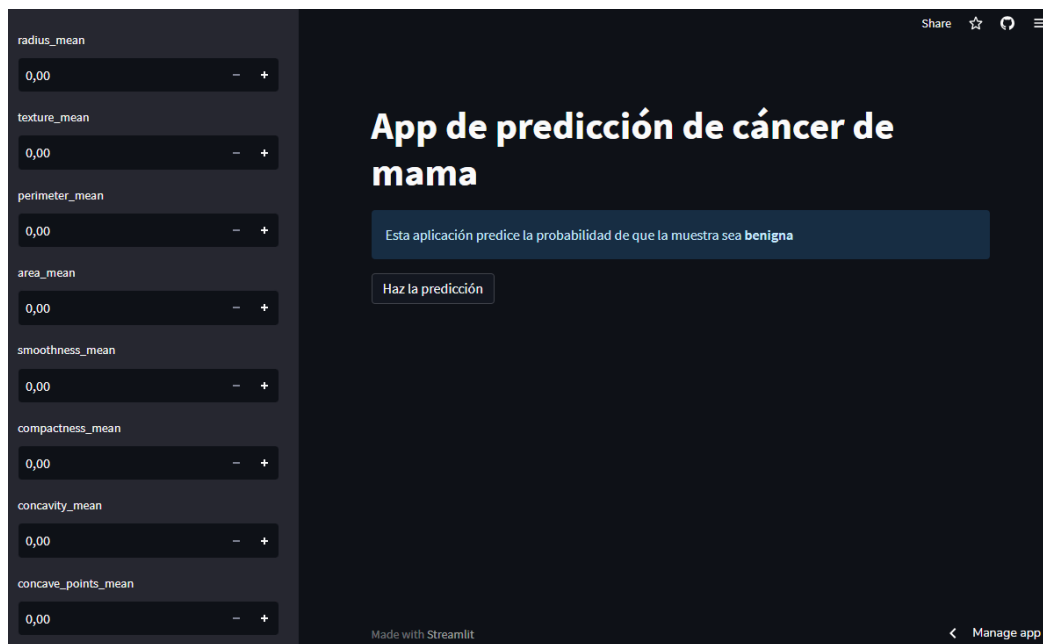 radius_mean
0,00
texture_mean
0,00
perimeter_mean
0,00
area_mean
0,00
smoothness_mean
0,00
compactness_mean
0,00
concavity_mean
0,00
concave_points_mean
0,00
Share
App de predicción de cáncer de
mama
Esta aplicación predice la probabilidad de que la muestra sea benigna
Haz la predicción
Made with Streamlit
Manage app